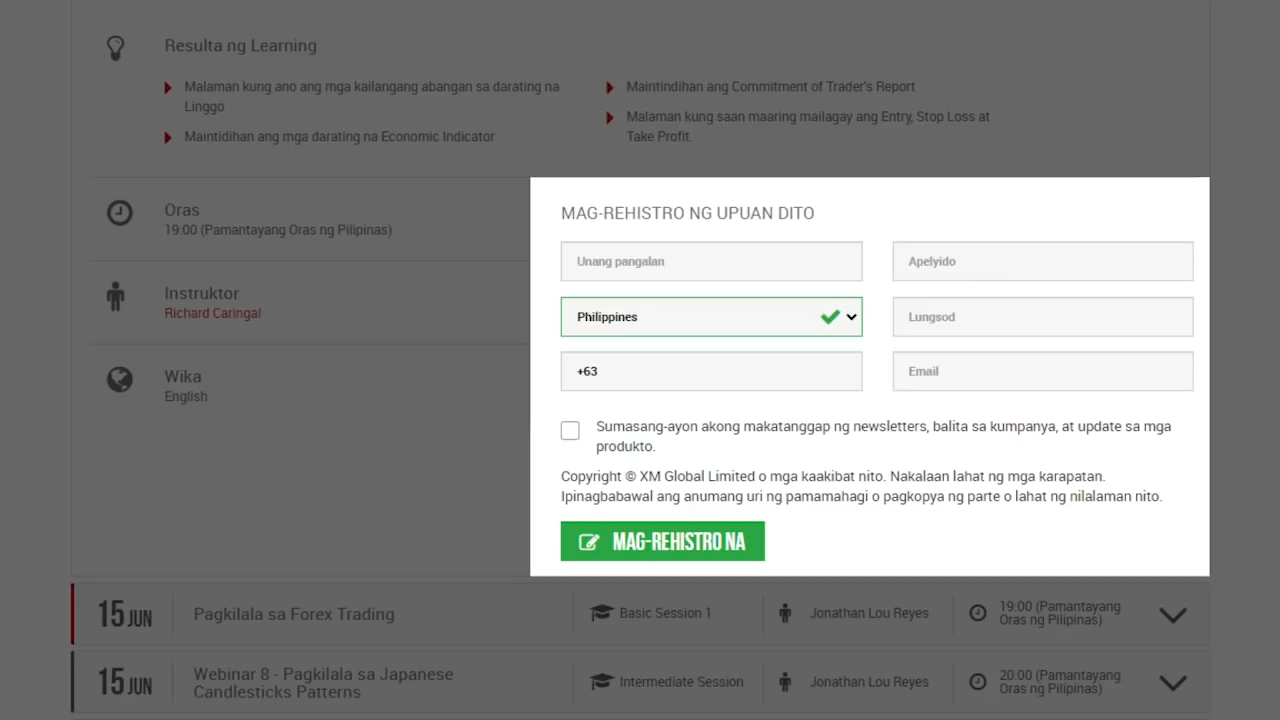 Resulta ng Learning
Malaman kung ano ang mga kailangang abangan sa darating na
Linggo
Maintidihan ang mga darating na Economic Indicator
Maintindihan ang Commitment of Trader's Report
Malaman kung saan maaring mailagay ang Entry, Stop Loss at
Take Profit.
Oras
19:00 (Pamantayang Oras ng Pilipinas)
Instruktor
Richard Caringal
Wika
English
MAG-REHISTRO NG UPUAN DITO
Unang pangalan
Apelyido
Philippines
Lungsod
+63
Email
Sumasang-ayon akong makatanggap ng newsletters, balita sa kumpanya, at update sa mga
produkto.
Copyright © XM Global Limited o mga kaakibat nito. Nakalaan lahat ng mga karapatan.
Ipinagbabawal ang anumang uri ng pamamahagi o pagkopya ng parte o lahat ng nilalaman nito.
MAG-REHISTRO NA
15 JUN
Pagkilala sa Forex Trading
Basic Session 1
Jonathan Lou Reyes
19:00 (Pamantayang
Oras ng Pilipinas)
15 JUN
Webinar 8 - Pagkilala sa Japanese
Candlesticks Patterns
Intermediate Session
Jonathan Lou Reyes
20:00 (Pamantayang
Oras ng Pilipinas)